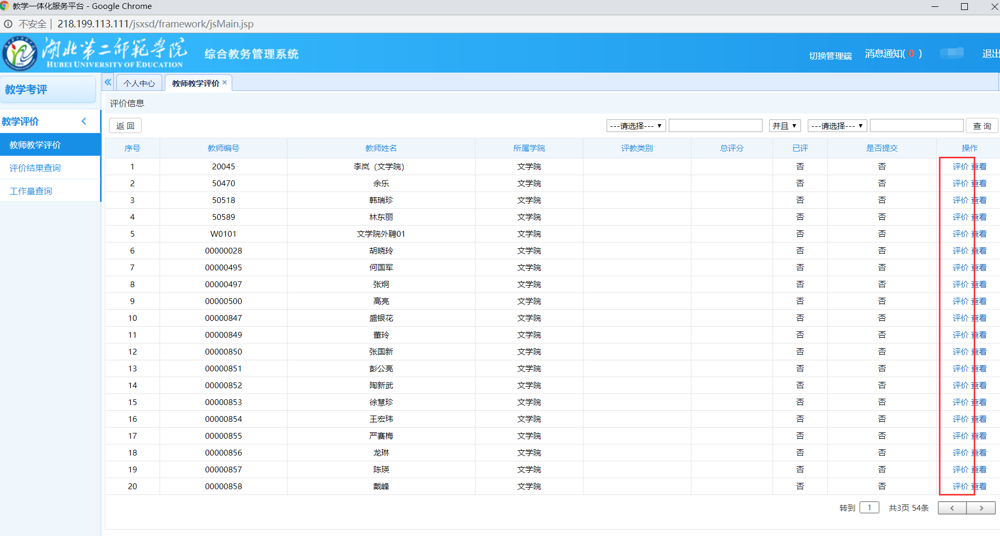 教学一体化服务平台 - Google Chrome
不安全 | 218.199.113.111/jsxsd/framework/jsMain.jsp
湖北第二师范学院
HUBEI UNIVERSITY OF EDUCATION
综合教务管理系统
切换管理端 消息通知( 0 ) 退出
教学考评
教学评价
教师教学评价
评价结果查询
工作量查询
个人中心 教师教学评价
评价信息
返 回 ---请选择--- 并且 ---请选择--- 查 询
序号 教师编号 教师姓名 所属学院 评教类别 总评分 已评 是否提交 操作
1 20045 李岚（文学院） 文学院 否 否 评价 查看
2 50470 余乐 文学院 否 否 评价 查看
3 50518 韩瑞珍 文学院 否 否 评价 查看
4 50589 林东丽 文学院 否 否 评价 查看
5 W0101 文学院外聘01 文学院 否 否 评价 查看
6 00000028 胡晓玲 文学院 否 否 评价 查看
7 00000495 何国军 文学院 否 否 评价 查看
8 00000497 张炯 文学院 否 否 评价 查看
9 00000500 高亮 文学院 否 否 评价 查看
10 00000847 盛银花 文学院 否 否 评价 查看
11 00000849 董玲 文学院 否 否 评价 查看
12 00000850 张国新 文学院 否 否 评价 查看
13 00000851 彭公亮 文学院 否 否 评价 查看
14 00000852 陶新武 文学院 否 否 评价 查看
15 00000853 徐慧珍 文学院 否 否 评价 查看
16 00000854 王宏玮 文学院 否 否 评价 查看
17 00000855 严赛梅 文学院 否 否 评价 查看
18 00000856 龙琳 文学院 否 否 评价 查看
19 00000857 陈瑛 文学院 否 否 评价 查看
20 00000858 戴峰 文学院 否 否 评价 查看
转到 1 共3页 54条